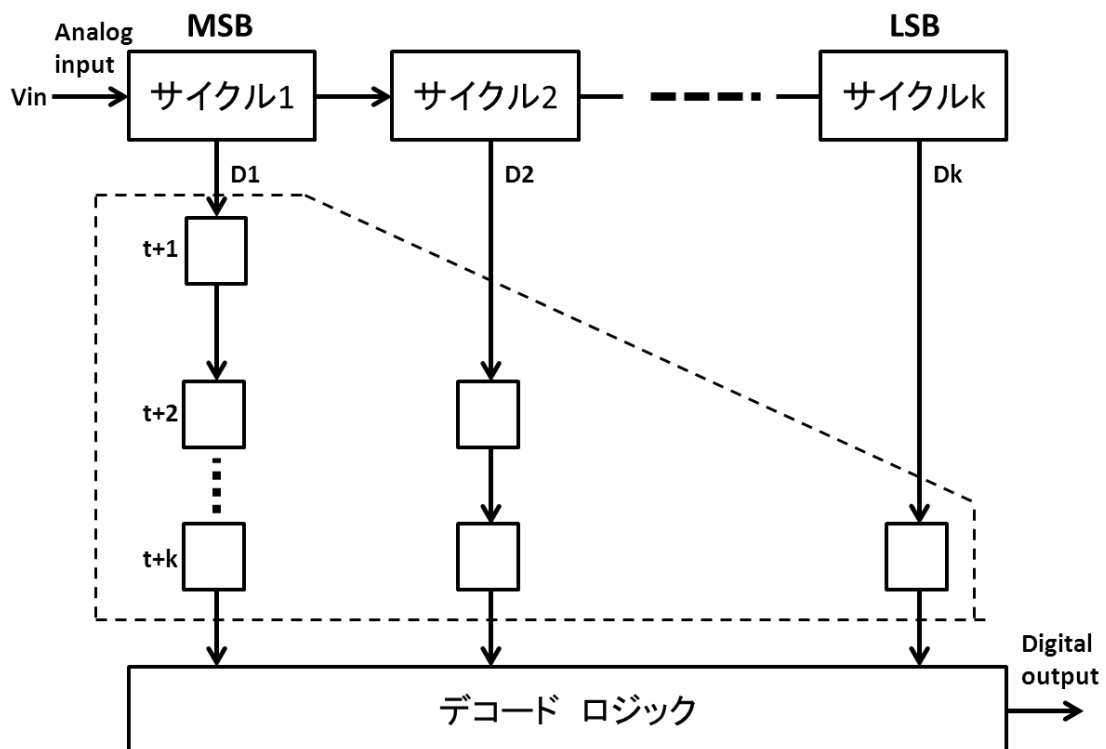 MSB
LSB
Analog
input
Vin
サイクル1
サイクル2
サイクルk
D1
D2
Dk
t+1
t+2
t+k
Digital
output
デコード ロジック